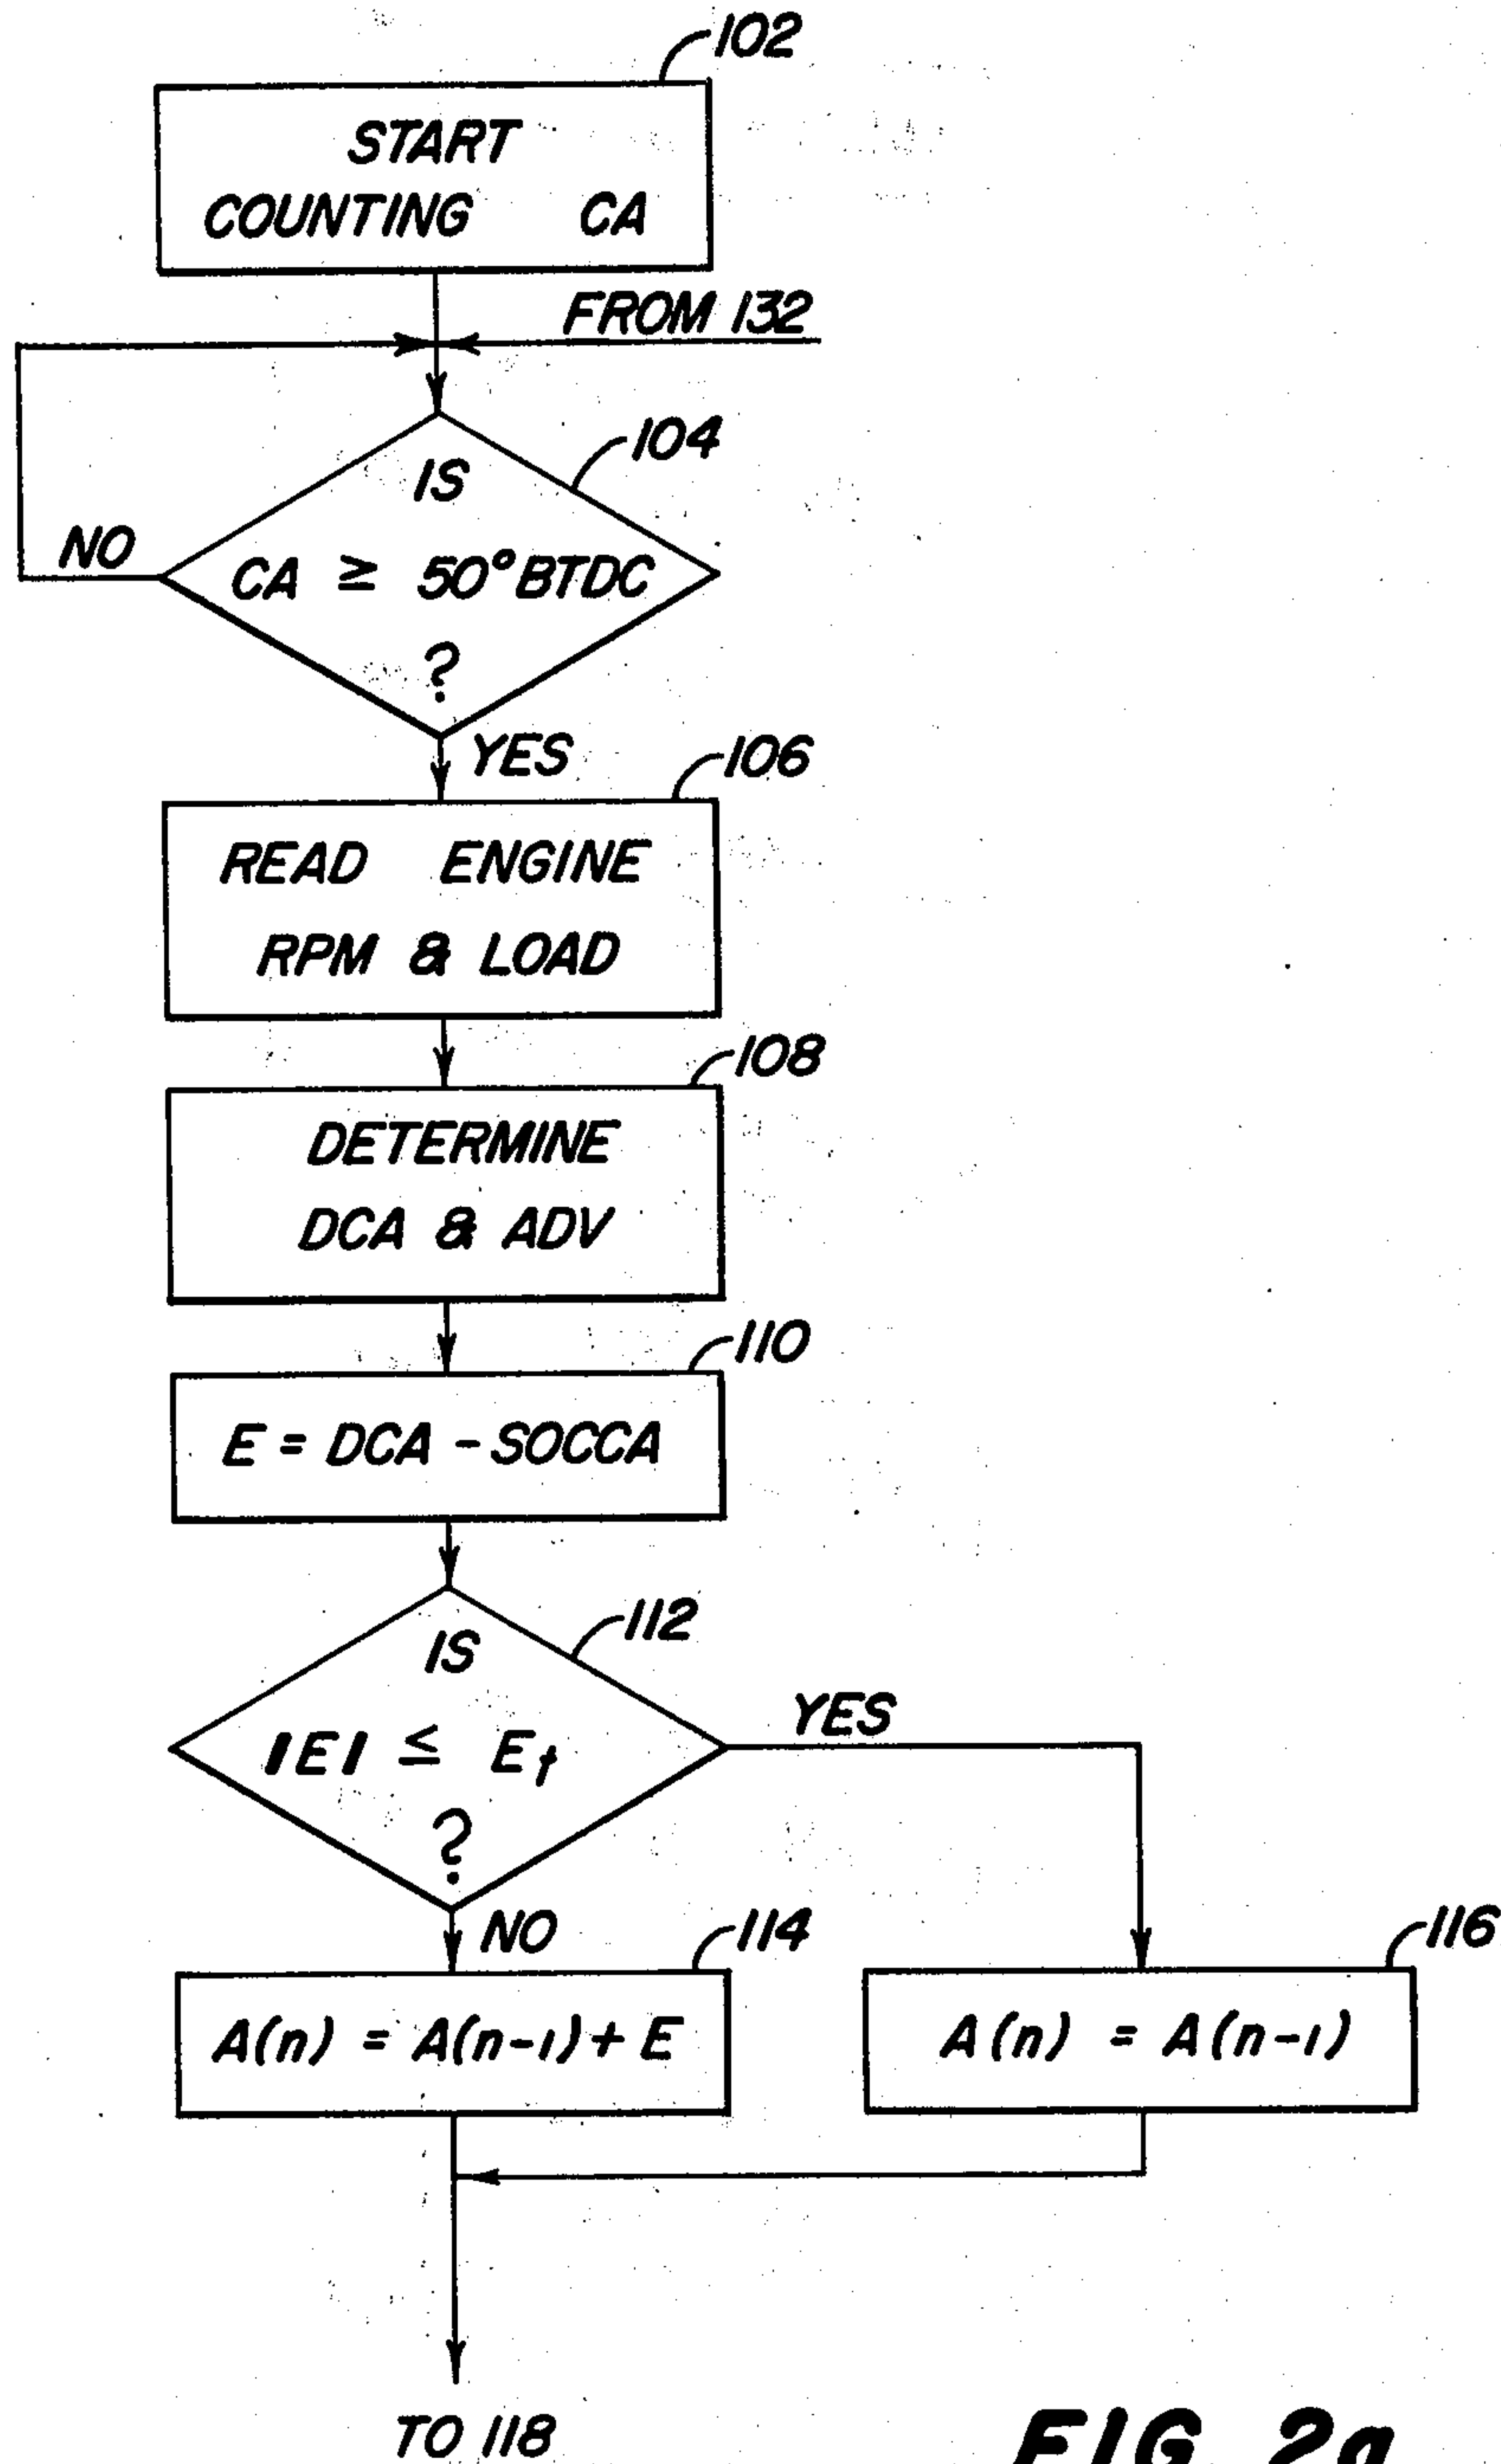 102
START
COUNTING CA
FROM 132
104
IS
NO
CA ≥ 50°BTDC
?
YES
106
READ ENGINE
RPM & LOAD
108
DETERMINE
DCA & ADV
110
E = DCA - SOCCA
112
IS
YES
|E| ≤ Et
?
NO
114
116
A(n) = A(n-1) + E
A(n) = A(n-1)
TO 118
FIG. 2a